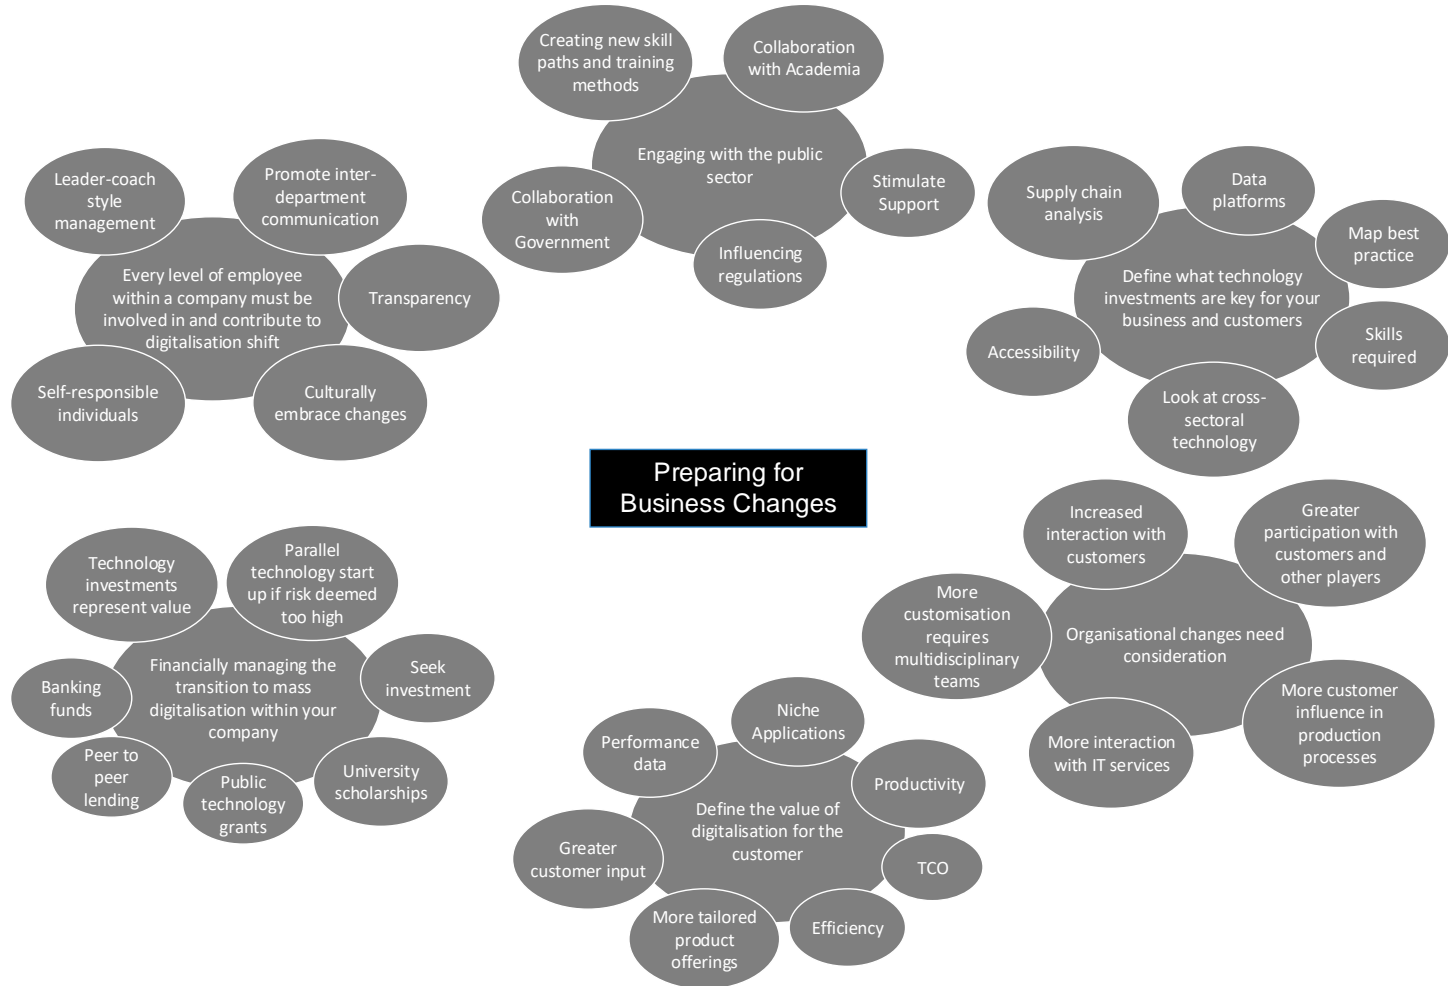 Creating new skill
paths and training
methods
Collaboration
with Academia
Engaging with the public
sector
Stimulate
Support
Collaboration
with
Government
Influencing
regulations
Leader-coach
style
management
Promote inter-
department
communication
Every level of employee
within a company must be
involved in and contribute to
digitalisation shift
Transparency
Self-responsible
individuals
Culturally
embrace changes
Supply chain
analysis
Data
platforms
Map best
practice
Define what technology
investments are key for your
business and customers
Accessibility
Skills
required
Look at cross-
sectoral
technology
Preparing for
Business Changes
Increased
interaction with
customers
Greater
participation with
customers and
other players
More
customisation
requires
multidisciplinary
teams
Organisational changes need
consideration
More interaction
with IT services
More customer
influence in
production
processes
Technology
investments
represent value
Parallel
technology start
up if risk deemed
too high
Financially managing the
transition to mass
digitalisation within your
company
Seek
investment
Banking
funds
Peer to
peer
lending
Public
technology
grants
University
scholarships
Niche
Applications
Performance
data
Productivity
Define the value of
digitalisation for the
customer
Greater
customer input
TCO
More tailored
product
offerings
Efficiency